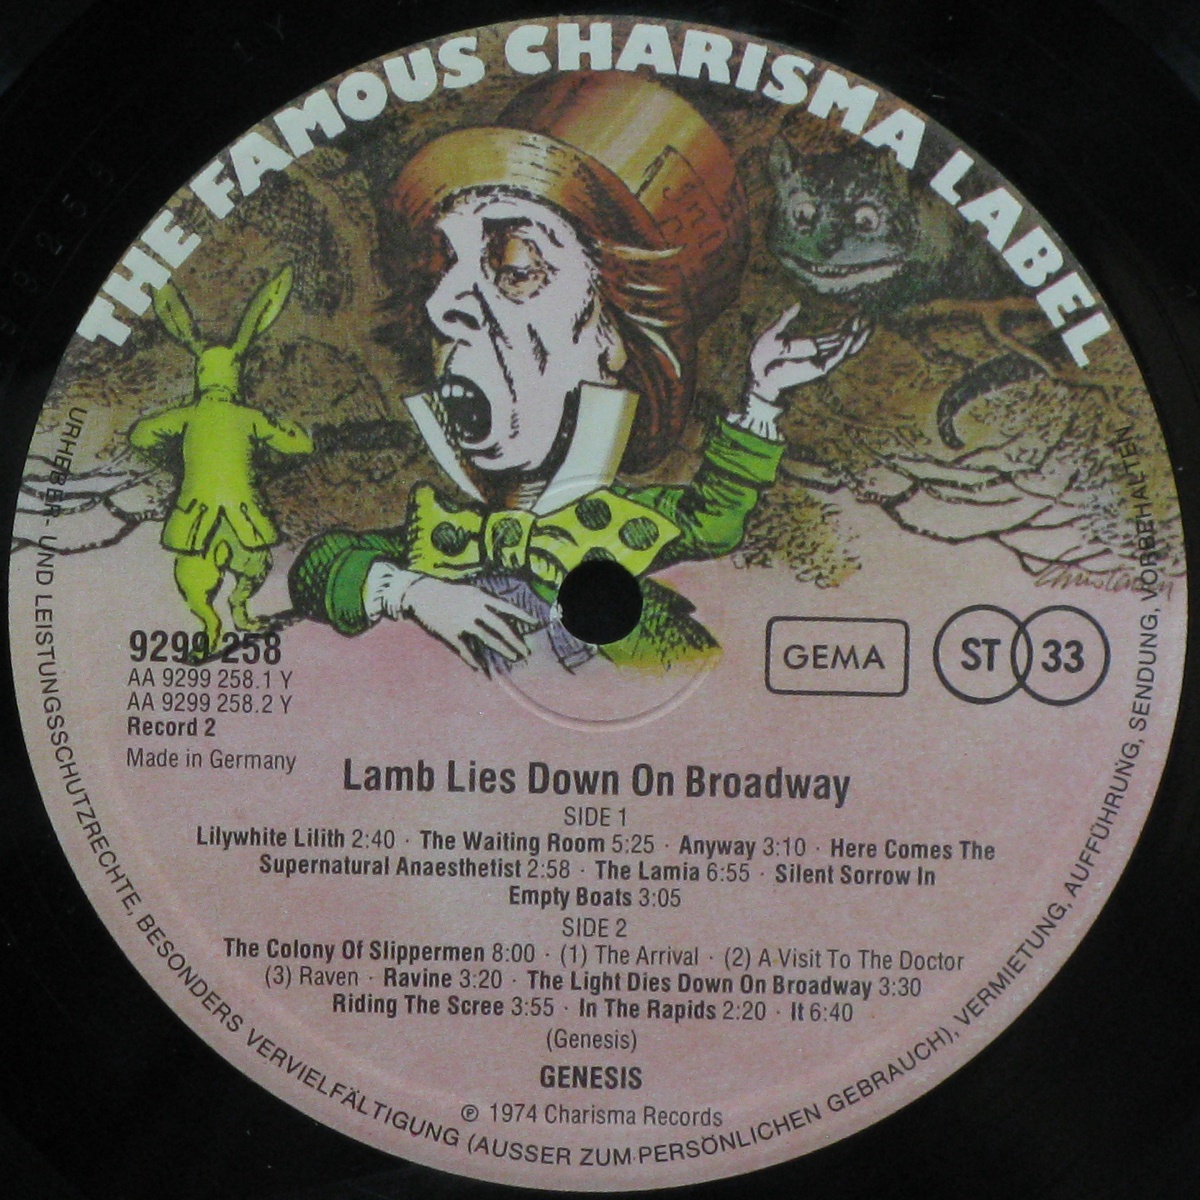 THE FAMOUS CHARISMA LABEL
9299 258
AA 9299 258.1 Y
AA 9299 258.2 Y
Record 2
Made in Germany
GEMA
ST 33
Lamb Lies Down On Broadway
SIDE 1
Lilywhite Lilith 2:40 · The Waiting Room 5:25 · Anyway 3:10 · Here Comes The
Supernatural Anaesthetist 2:58 · The Lamia 6:55 · Silent Sorrow In
Empty Boats 3:05
SIDE 2
The Colony Of Slippermen 8:00 · (1) The Arrival · (2) A Visit To The Doctor
(3) Raven · Ravine 3:20 · The Light Dies Down On Broadway 3:30
Riding The Scree 3:55 · In The Rapids 2:20 · It 6:40
(Genesis)
GENESIS
℗ 1974 Charisma Records
URHEBER- UND LEISTUNGSSCHUTZRECHTE, BESONDERS VERVIELFÄLTIGUNG (AUSSER ZUM PERSÖNLICHEN GEBRAUCH), VERMIETUNG, AUFFÜHRUNG, SENDUNG, VORBEHALTEN